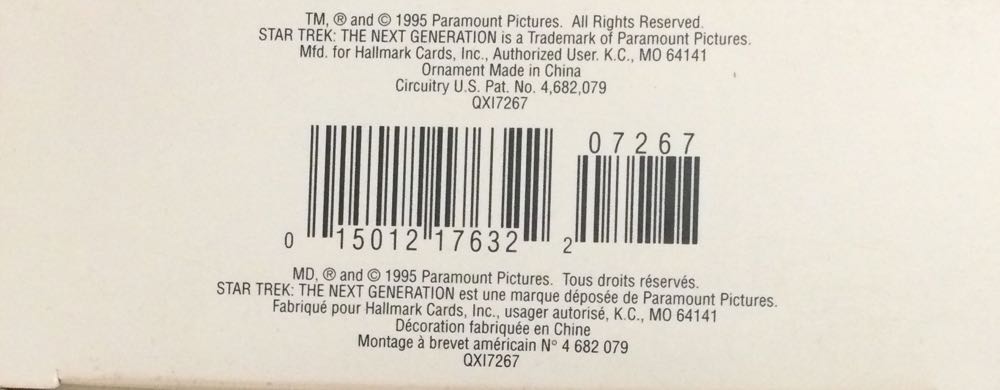 TM, ® and © 1995 Paramount Pictures. All Rights Reserved.
STAR TREK: THE NEXT GENERATION is a Trademark of Paramount Pictures.
Mfd. for Hallmark Cards, Inc., Authorized User. K.C., MO 64141
Ornament Made in China
Circuitry U.S. Pat. No. 4,682,079
QXI7267
07267
0 15012 17632 2
MD, ® and © 1995 Paramount Pictures. Tous droits réservés.
STAR TREK: THE NEXT GENERATION est une marque déposée de Paramount Pictures.
Fabriqué pour Hallmark Cards, Inc., usager autorisé, K.C., MO 64141
Décoration fabriquée en Chine
Montage à brevet américain N° 4 682 079
QXI7267